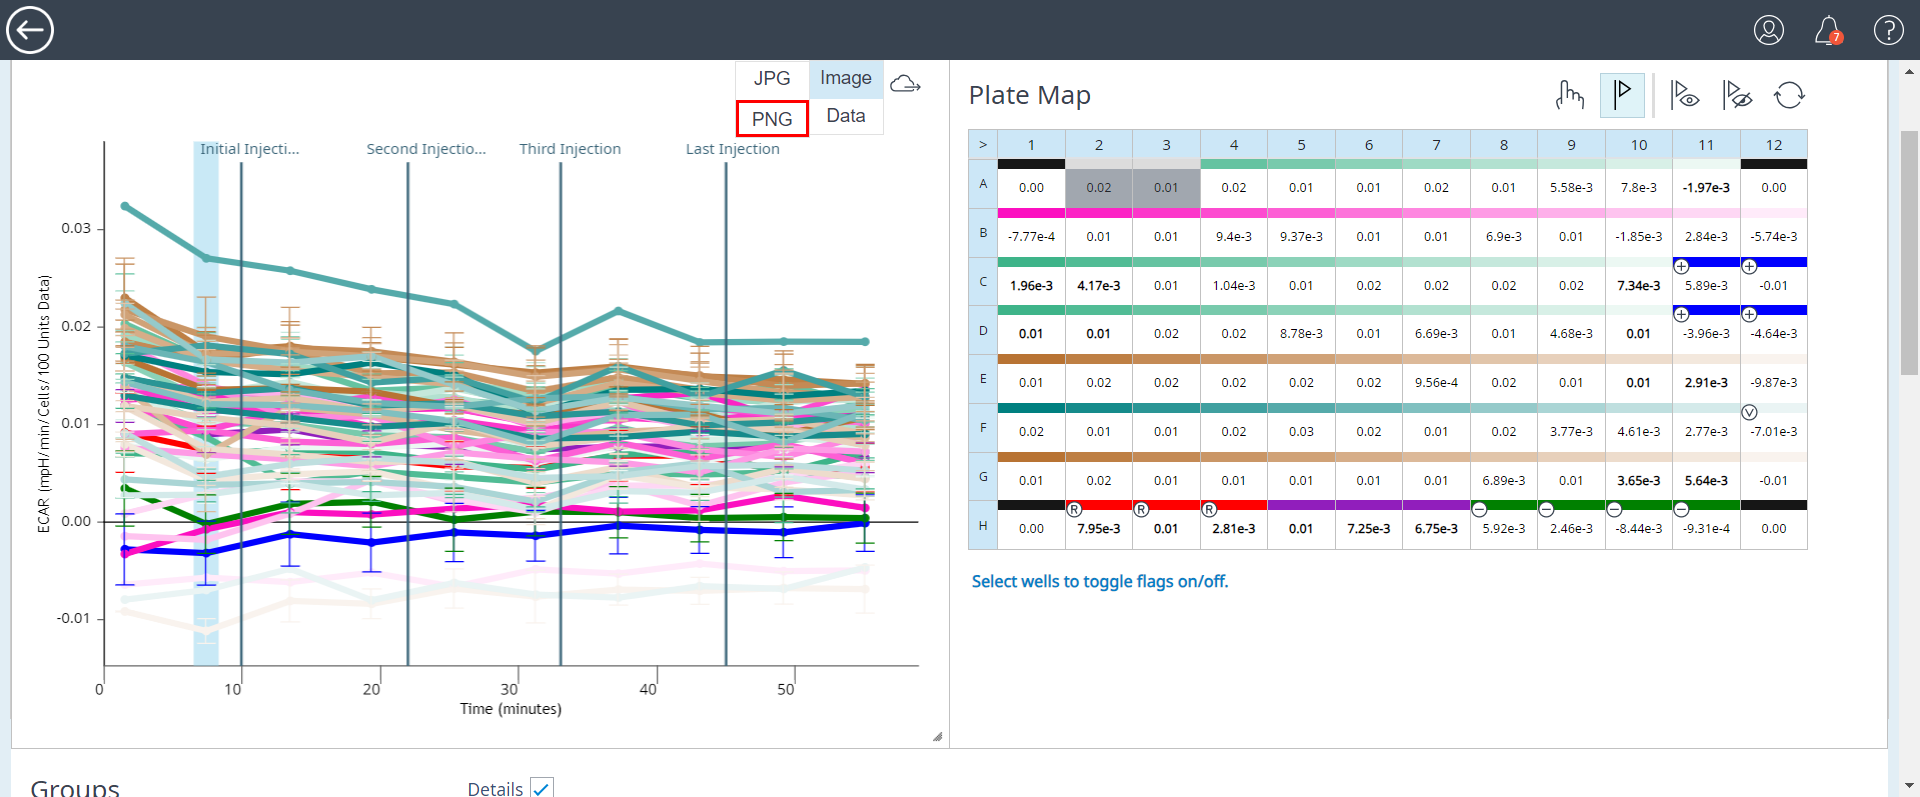 7
?
JPG Image
PNG Data
Initial Injecti... Second Injectio... Third Injection Last Injection
ECAR (mpH/min/Cells/100 Units Data)
0.03
0.02
0.01
0.00
-0.01
0 10 20 30 40 50
Time (minutes)
Plate Map
> 1 2 3 4 5 6 7 8 9 10 11 12
A 0.00 0.02 0.01 0.02 0.01 0.01 0.02 0.01 5.58e-3 7.8e-3 -1.97e-3 0.00
B -7.77e-4 0.01 0.01 9.4e-3 9.37e-3 0.01 0.01 6.9e-3 0.01 -1.85e-3 2.84e-3 -5.74e-3
+ +
C 1.96e-3 4.17e-3 0.01 1.04e-3 0.01 0.02 0.02 0.02 0.02 7.34e-3 5.89e-3 -0.01
+ +
D 0.01 0.01 0.02 0.02 8.78e-3 0.01 6.69e-3 0.01 4.68e-3 0.01 -3.96e-3 -4.64e-3
E 0.01 0.02 0.02 0.02 0.02 0.02 9.56e-4 0.02 0.01 0.01 2.91e-3 -9.87e-3
V
F 0.02 0.01 0.01 0.02 0.03 0.02 0.01 0.02 3.77e-3 4.61e-3 2.77e-3 -7.01e-3
G 0.01 0.02 0.01 0.01 0.01 0.01 0.01 6.89e-3 0.01 3.65e-3 5.64e-3 -0.01
R R R − − − −
H 0.00 7.95e-3 0.01 2.81e-3 0.01 7.25e-3 6.75e-3 5.92e-3 2.46e-3 -8.44e-3 -9.31e-4 0.00
Select wells to toggle flags on/off.
Groups
Details